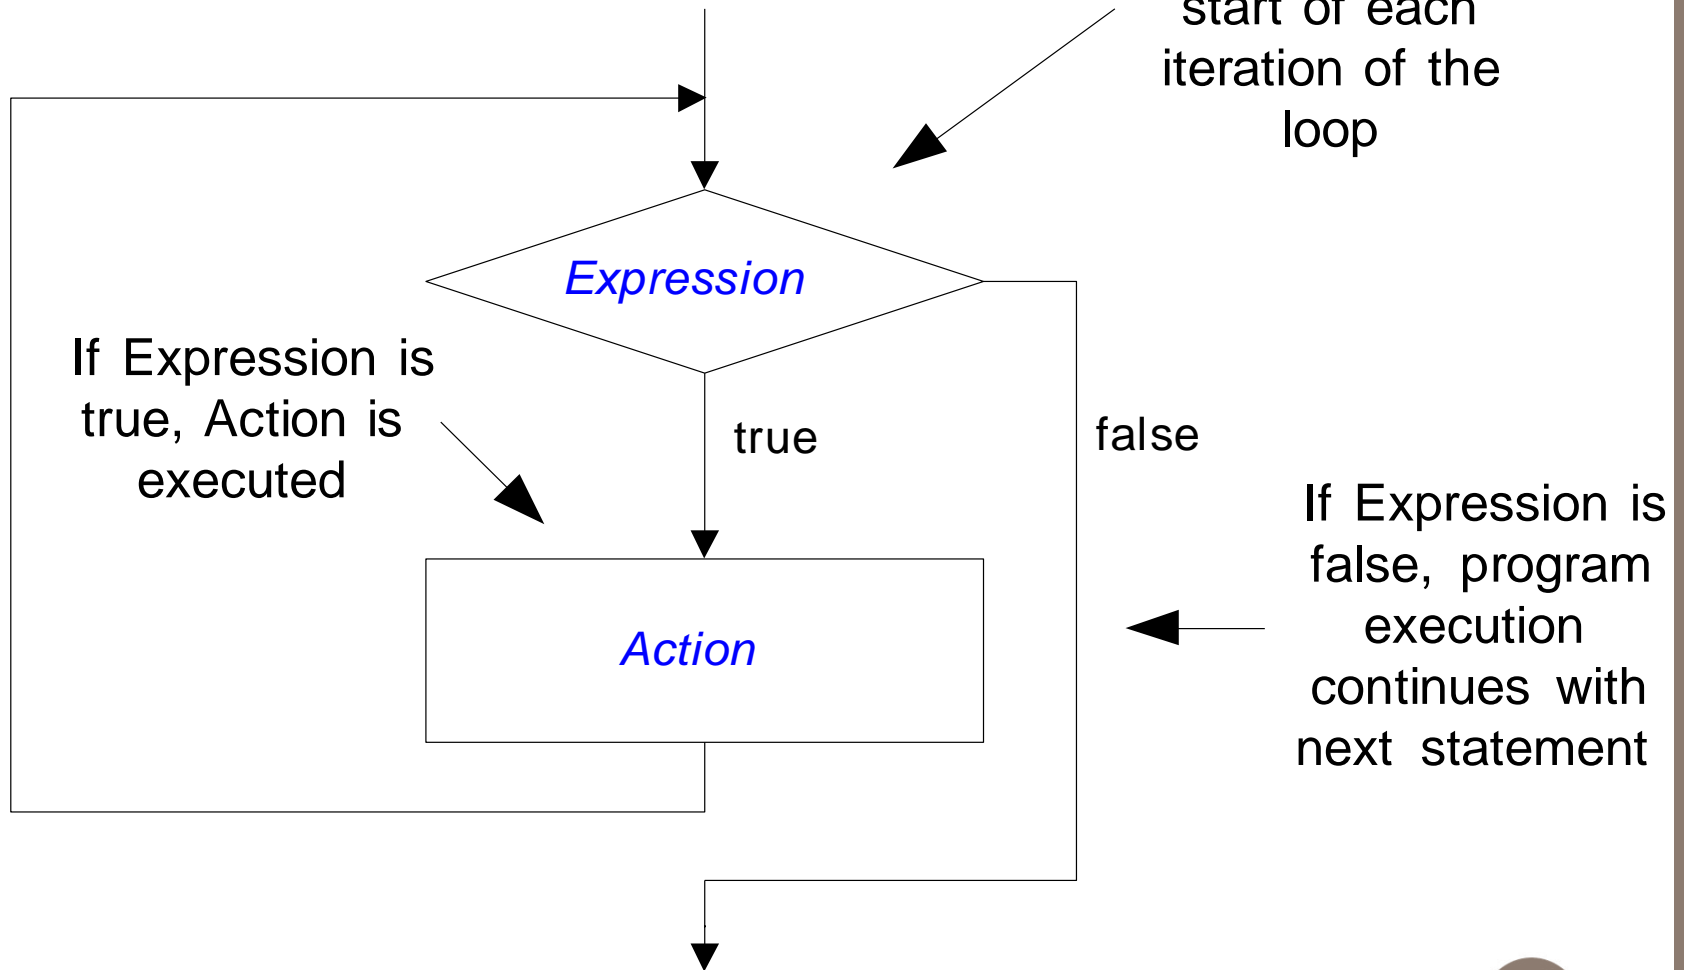 start of each
iteration of the
loop
Expression
If Expression is
true, Action is
executed
true
false
If Expression is
false, program
execution
continues with
next statement
Action